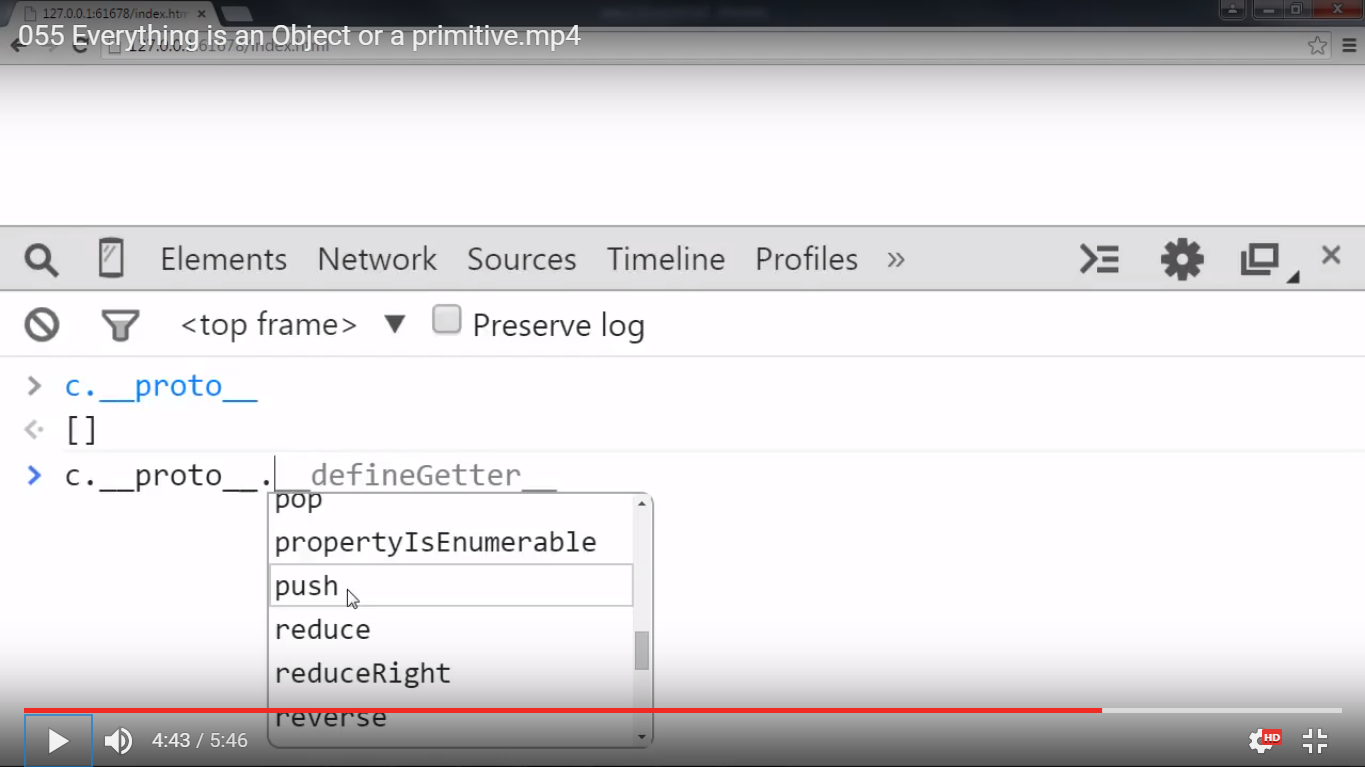 127.0.0.1:61678/index.htm
055 Everything is an Object or a primitive.mp4
127.0.0.1:61678/index.html
Elements Network Sources Timeline Profiles »
<top frame> ▼ Preserve log
> c.__proto__
[]
> c.__proto__.__defineGetter__
pop
propertyIsEnumerable
push
reduce
reduceRight
reverse
4:43 / 5:46
HD